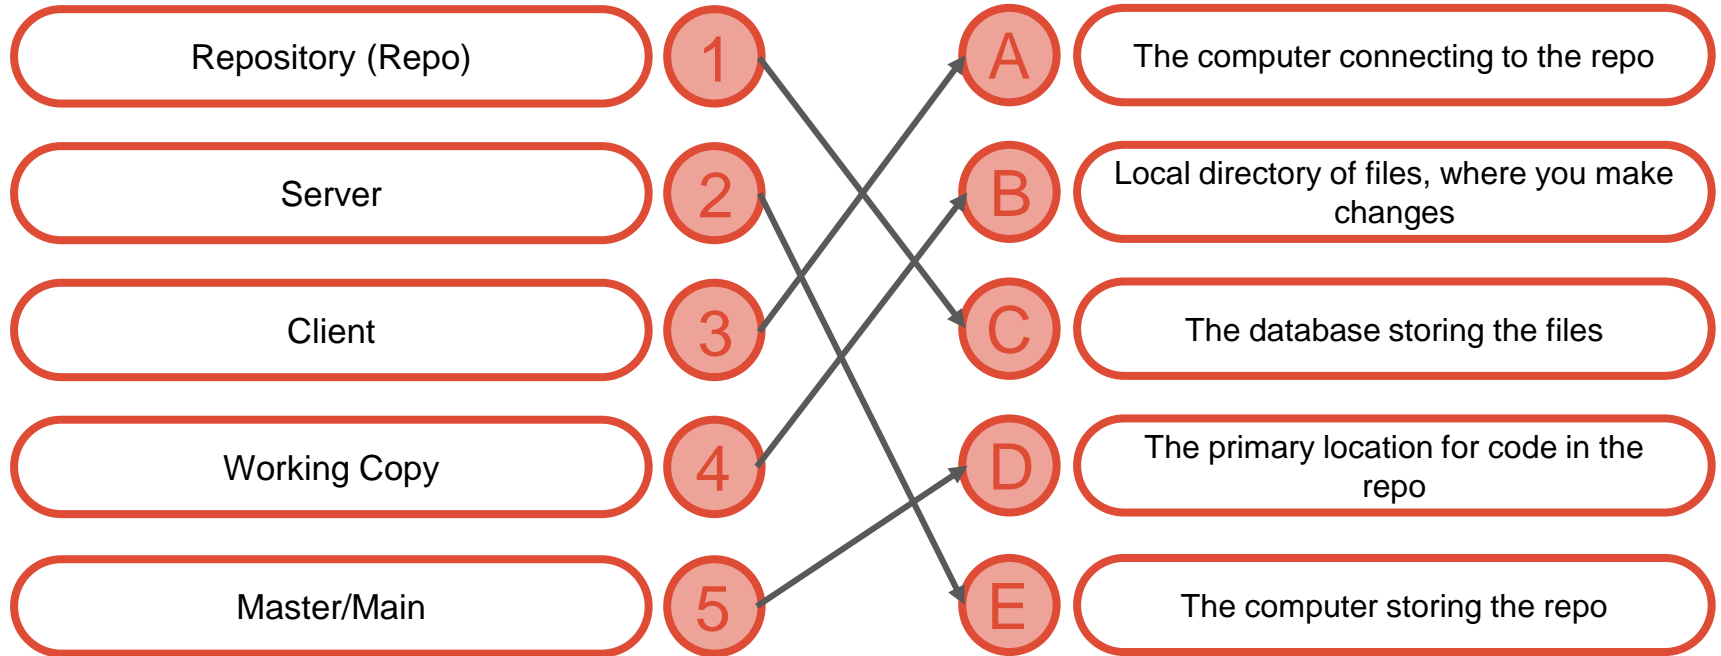 Repository (Repo)
1
A
The computer connecting to the repo
Server
2
B
Local directory of files, where you make
changes
Client
3
C
The database storing the files
Working Copy
4
D
The primary location for code in the
repo
Master/Main
5
E
The computer storing the repo